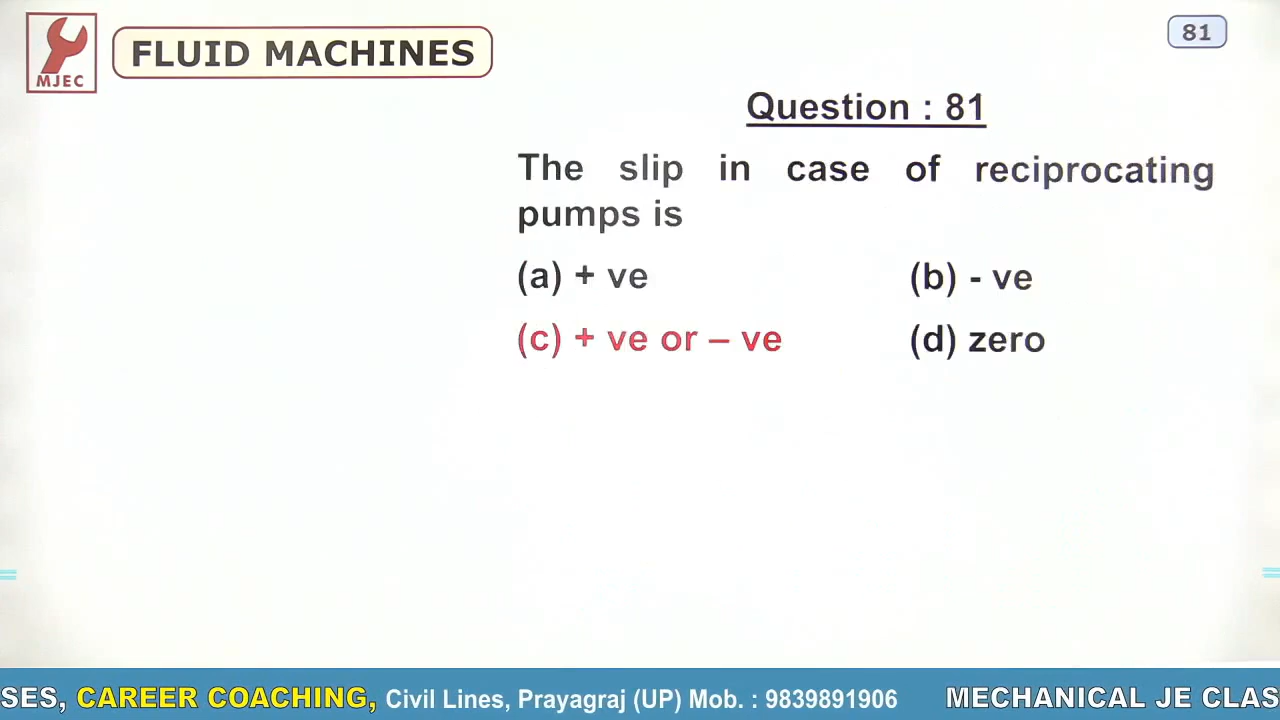 MJEC
FLUID MACHINES
81
Question : 81
The slip in case of reciprocating
pumps is
(a) + ve
(b) - ve
(c) + ve or – ve
(d) zero
SES, CAREER COACHING, Civil Lines, Prayagraj (UP) Mob. : 9839891906 MECHANICAL JE CLAS